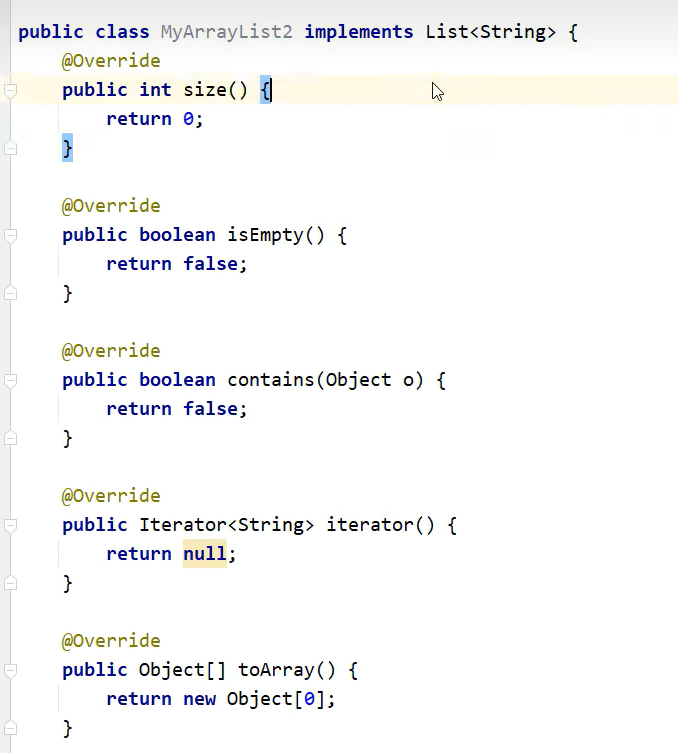 public class MyArrayList2 implements List<String> {
    @Override
    public int size() {
        return 0;
    }
    @Override
    public boolean isEmpty() {
        return false;
    }
    @Override
    public boolean contains(Object o) {
        return false;
    }
    @Override
    public Iterator<String> iterator() {
        return null;
    }
    @Override
    public Object[] toArray() {
        return new Object[0];
    }